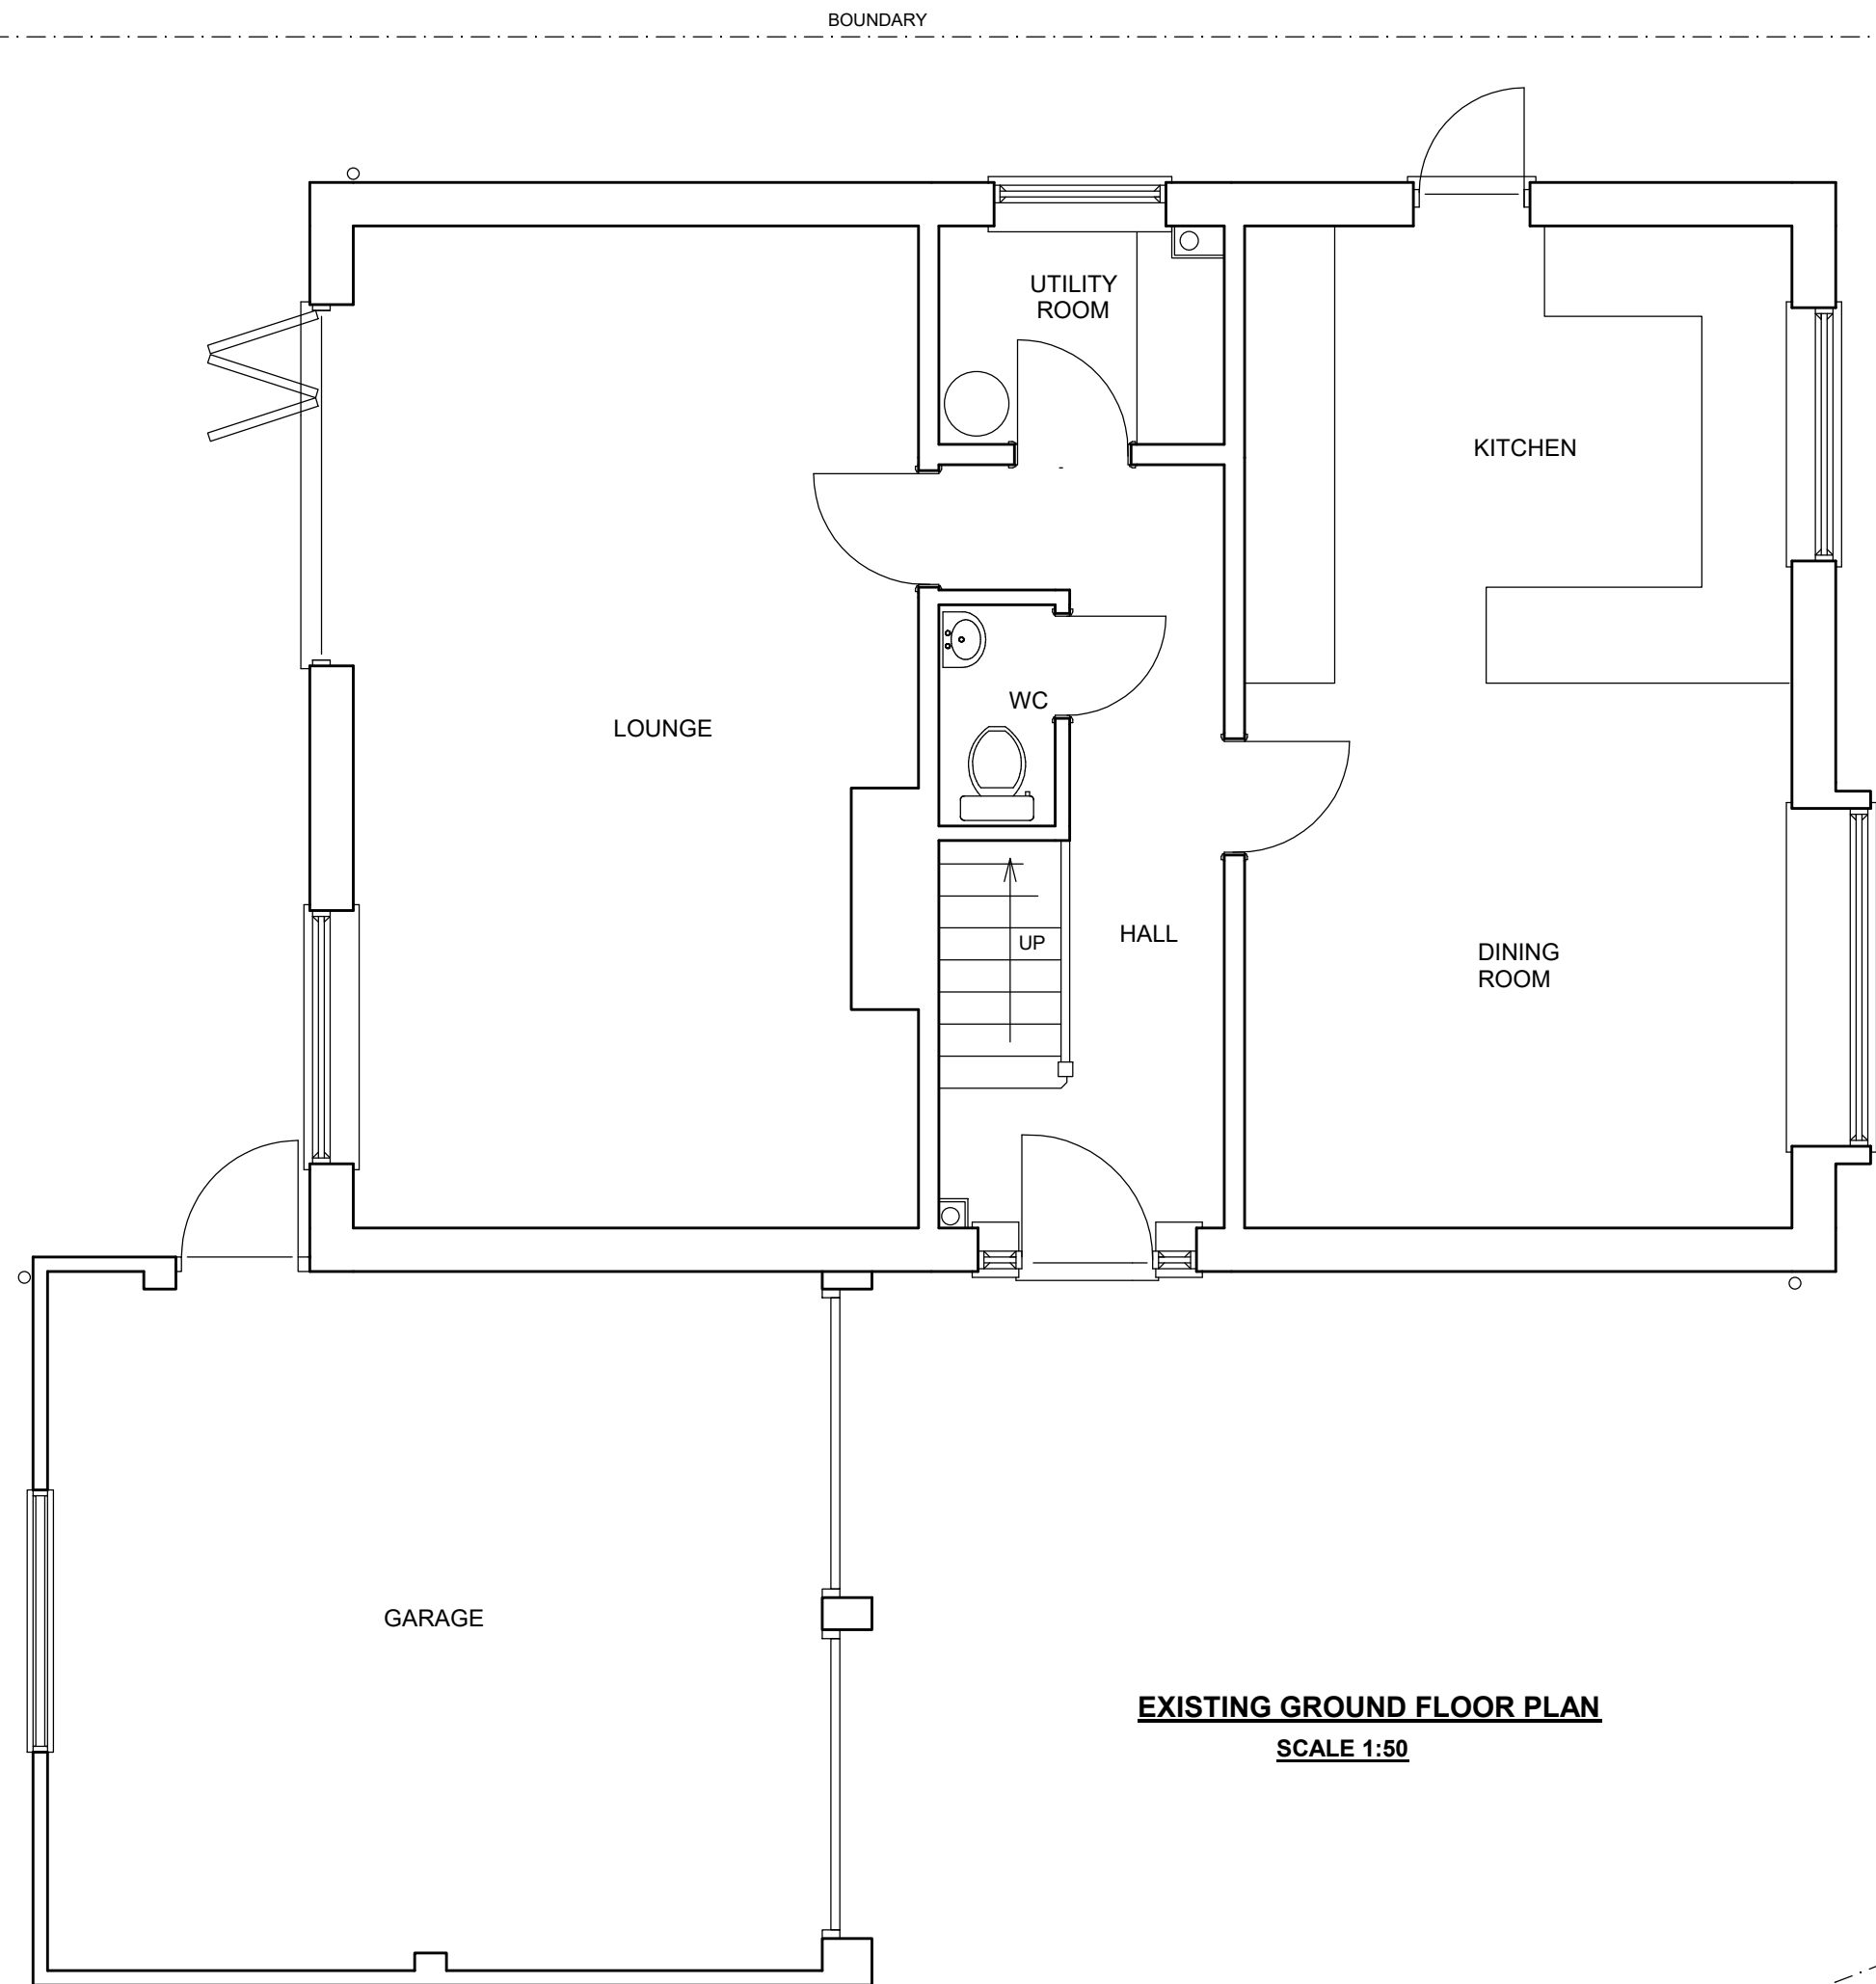 BOUNDARY
UTILITY
ROOM
KITCHEN
WC
LOUNGE
UP
HALL
DINING
ROOM
GARAGE
EXISTING GROUND FLOOR PLAN
SCALE 1:50